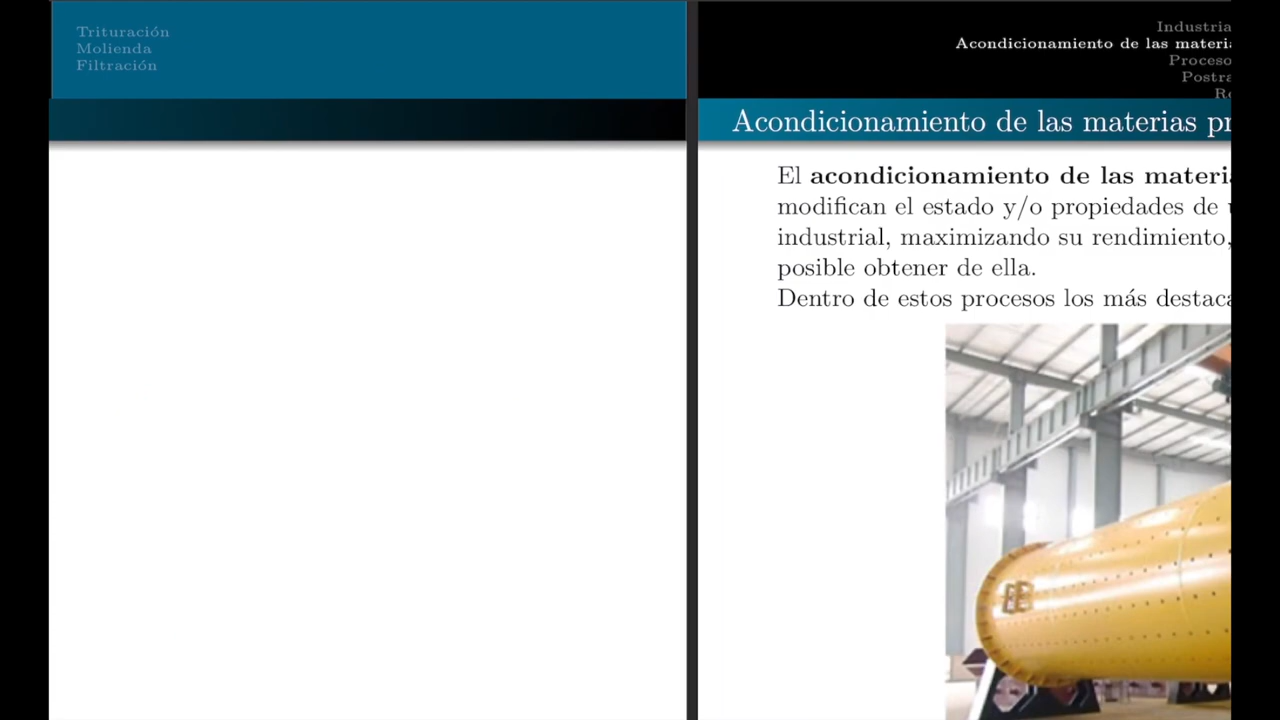 Trituración
Molienda
Filtración
Industria
Acondicionamiento de las materi
Proceso
Postra
Re
Acondicionamiento de las materias pr
El acondicionamiento de las materi
modifican el estado y/o propiedades de
industrial, maximizando su rendimiento,
posible obtener de ella.
Dentro de estos procesos los más destac